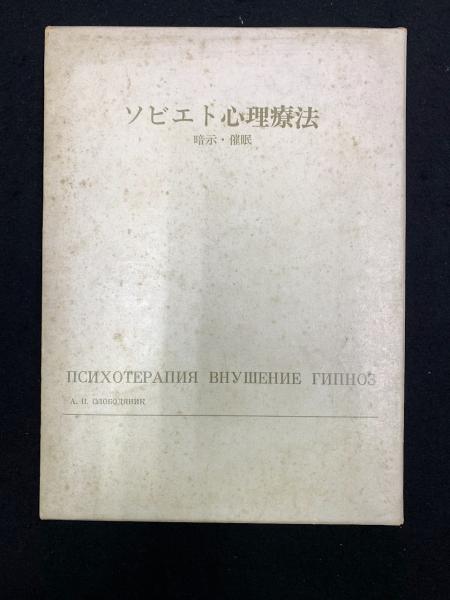 ソビエト心理療法
暗示・催眠
ПСИХОТЕРАПИЯ ВНУШЕНИЕ ГИПНОЗ
А. П. СЛОБОДЯНИК